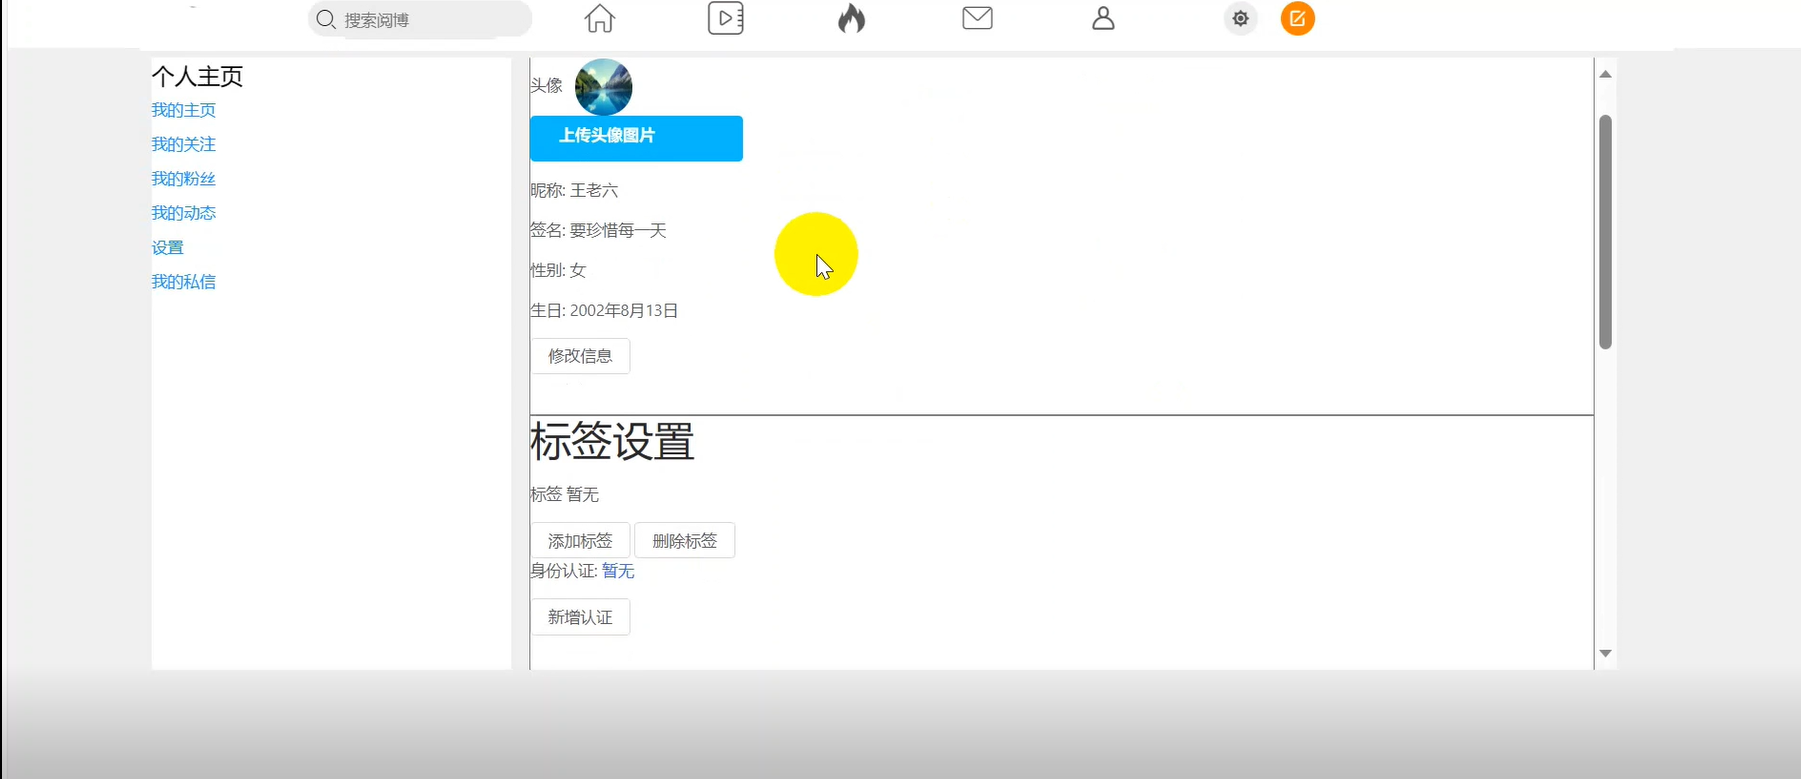 搜索阅博
个人主页
我的主页
我的关注
我的粉丝
我的动态
设置
我的私信
头像
上传头像图片
昵称: 王老六
签名: 要珍惜每一天
性别: 女
生日: 2002年8月13日
修改信息
标签设置
标签 暂无
添加标签 删除标签
身份认证: 暂无
新增认证